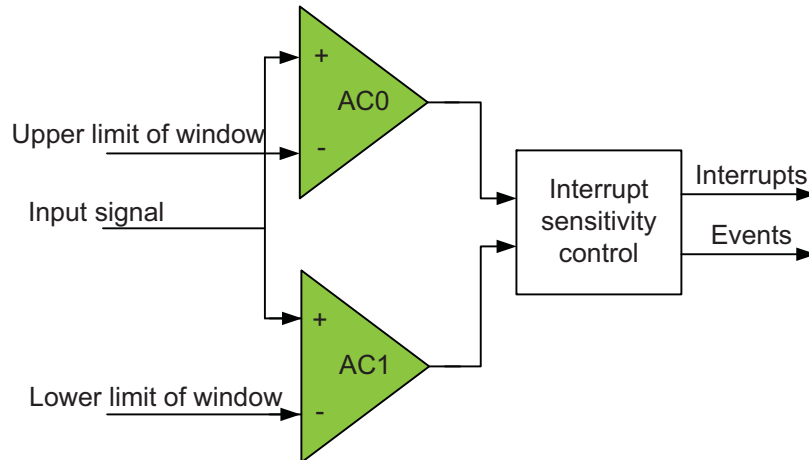 +
AC0
-
Upper limit of window
Input signal
Interrupt
sensitivity
control
Interrupts
Events
+
AC1
-
Lower limit of window